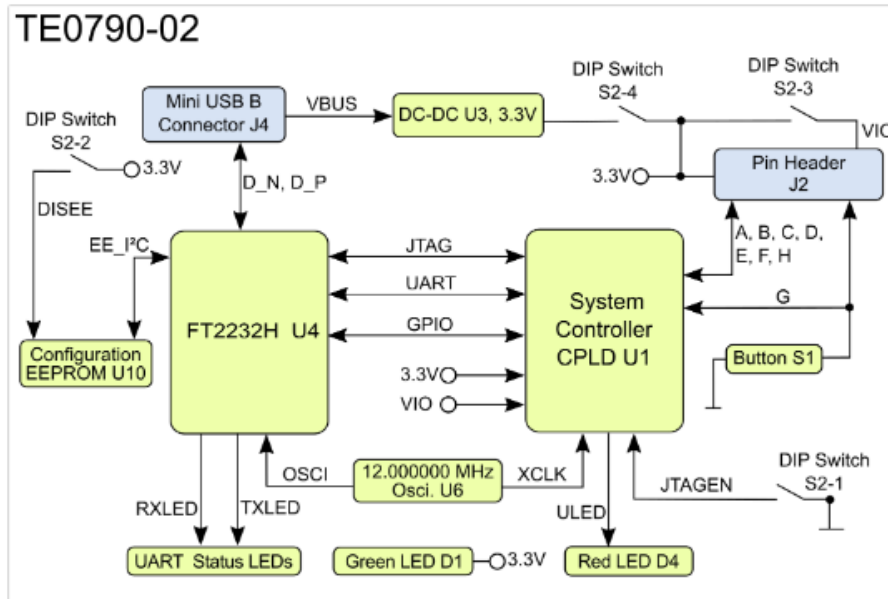 TE0790-02
DIP Switch
S2-2
3.3V
DISEE
Mini USB B
Connector J4
VBUS
DC-DC U3, 3.3V
DIP Switch
S2-4
DIP Switch
S2-3
VIO
3.3V
Pin Header
J2
D_N, D_P
EE_I²C
A, B, C, D,
E, F, H
JTAG
UART
GPIO
FT2232H U4
System
Controller
CPLD U1
G
Configuration
EEPROM U10
Button S1
3.3V
VIO
OSCI
12.000000 MHz
Osci. U6
XCLK
JTAGEN
DIP Switch
S2-1
RXLED
TXLED
ULED
UART Status LEDs
Green LED D1
3.3V
Red LED D4